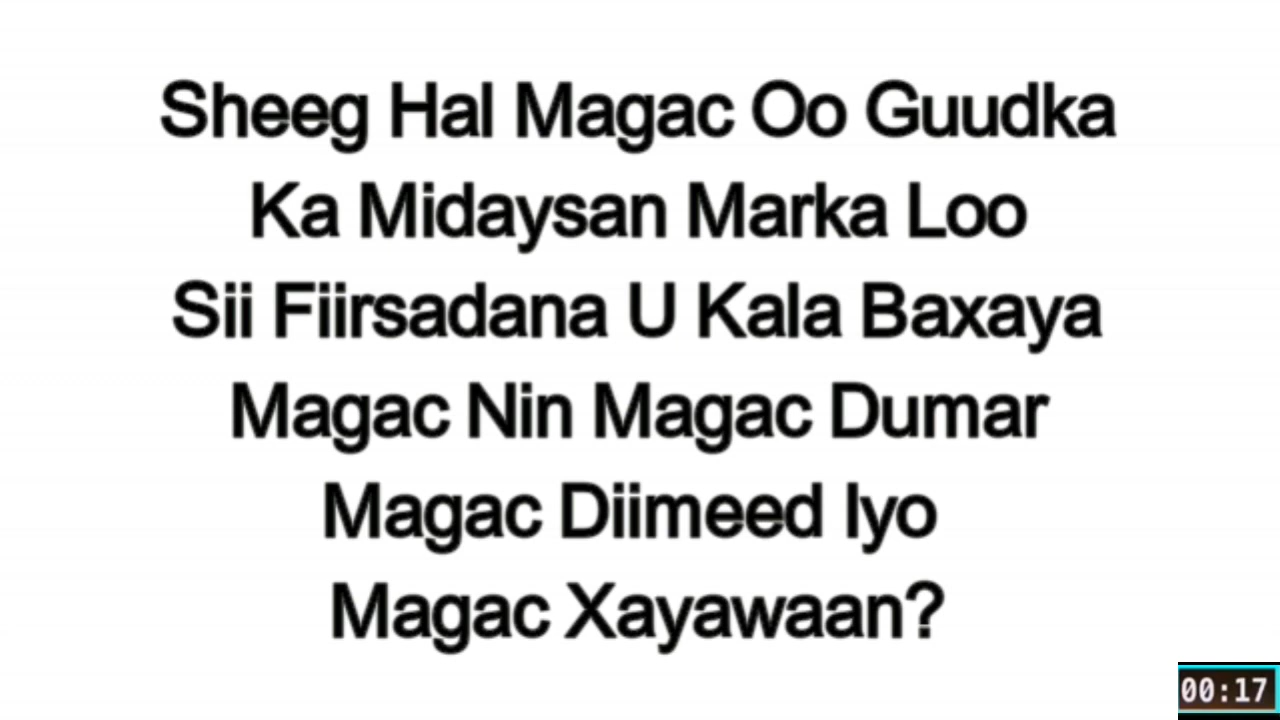 Sheeg Hal Magac Oo Guudka
Ka Midaysan Marka Loo
Sii Fiirsadana U Kala Baxaya
Magac Nin Magac Dumar
Magac Diimeed Iyo
Magac Xayawaan?
00:17